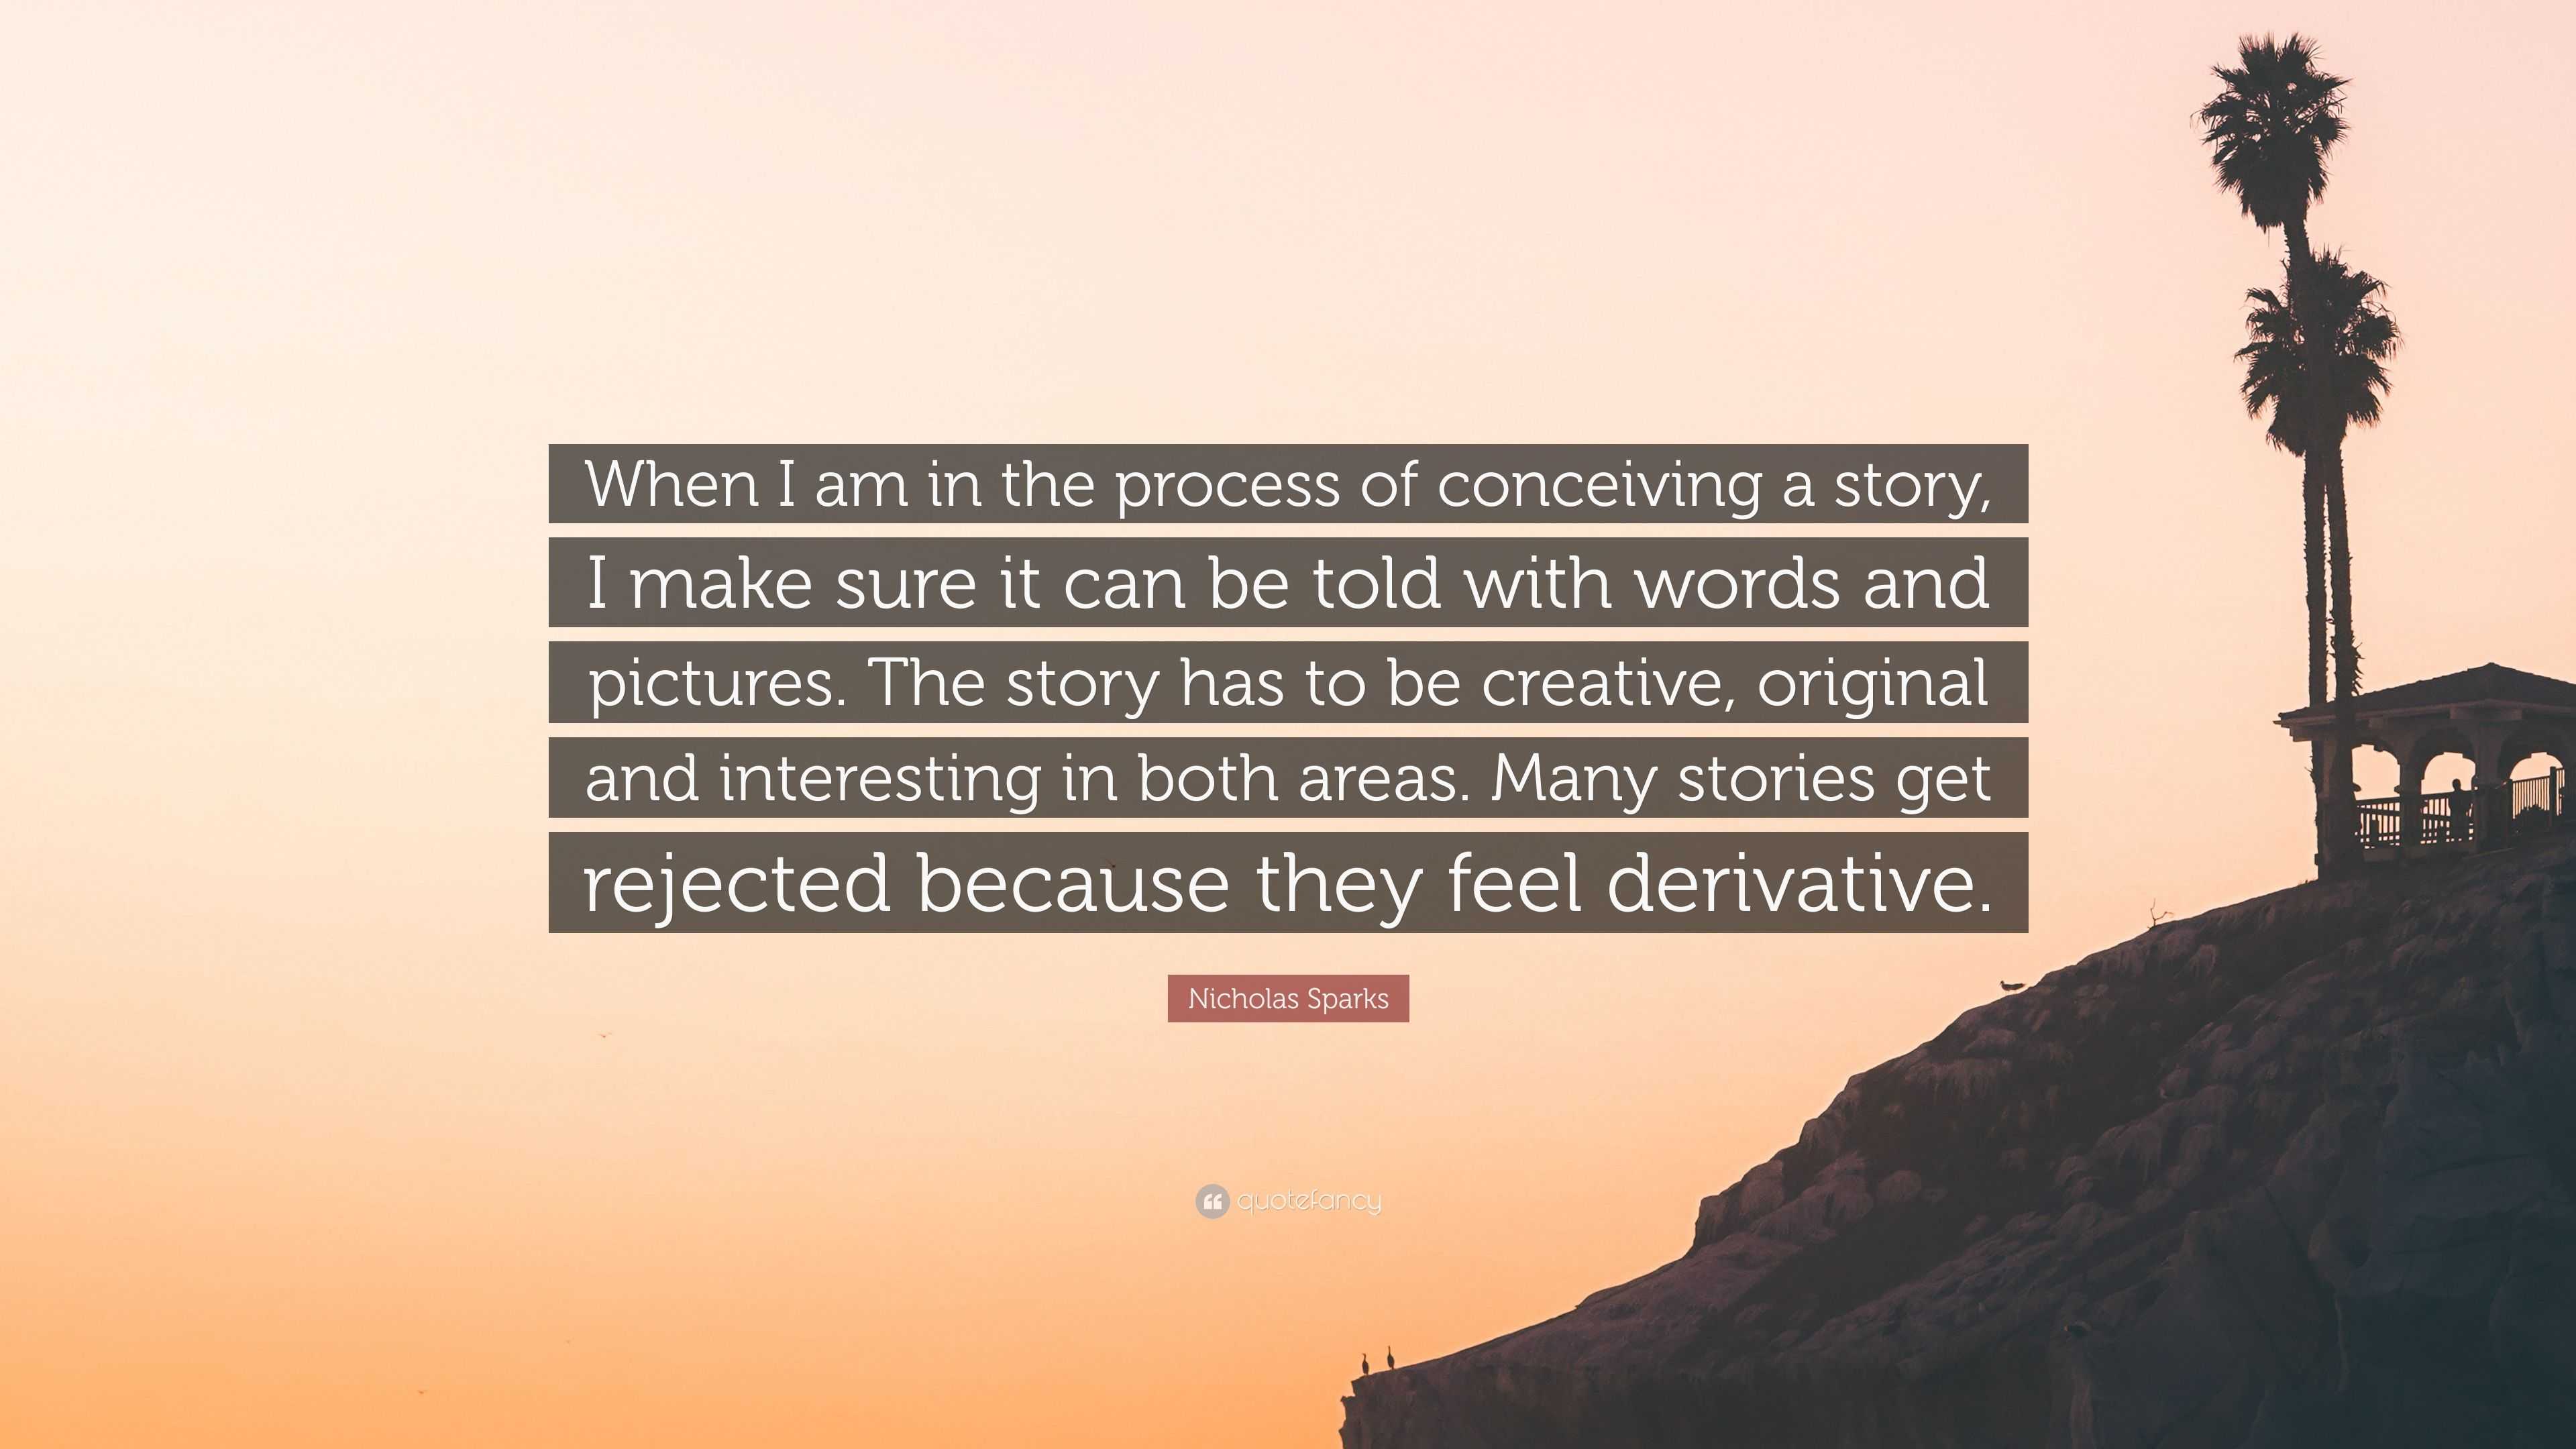 When I am in the process of conceiving a story,
I make sure it can be told with words and
pictures. The story has to be creative, original
and interesting in both areas. Many stories get
rejected because they feel derivative.
Nicholas Sparks
quotefancy